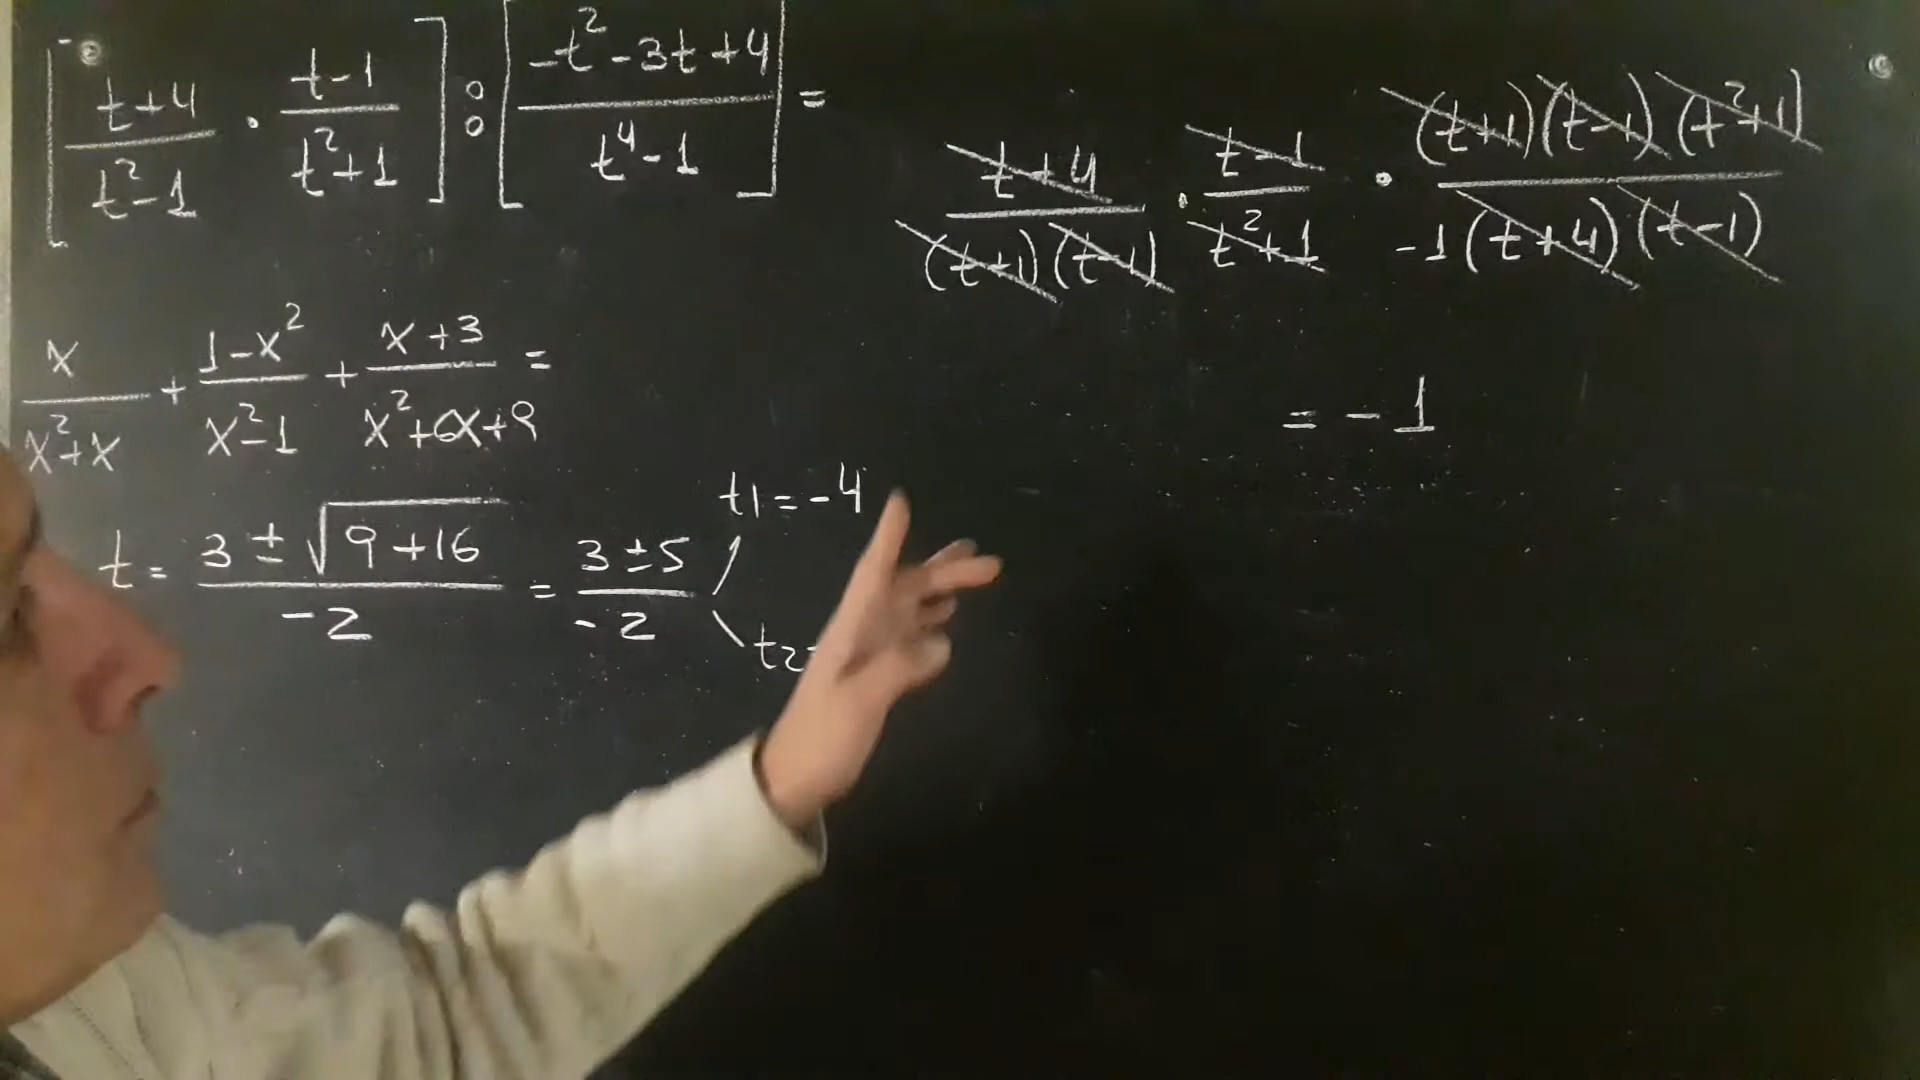 [ t+4 / t²-1 · t-1 / t²+1 ] : [ -t²-3t+4 / t⁴-1 ] =
t+4 / (t+1)(t-1) · t-1 / t²+1 · (t+1)(t-1)(t²+1) / -1(t+4)(t-1)
= -1
x / x²+x + 1-x² / x²-1 + x+3 / x²+6x+9 =
t = 3 ± √9+16 / -2 = 3 ± 5 / -2
t1 = -4
t2